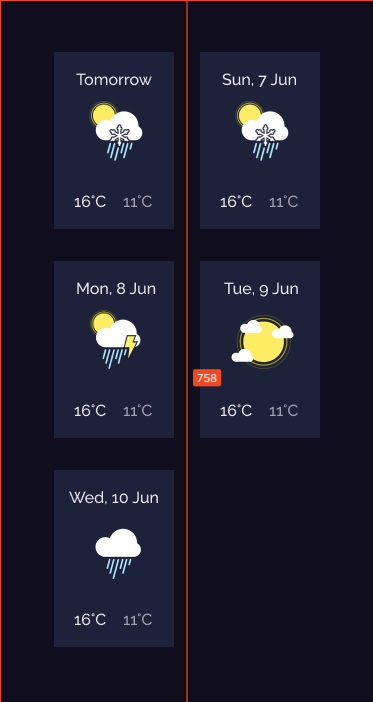 Tomorrow
16°C 11°C
Sun, 7 Jun
16°C 11°C
Mon, 8 Jun
16°C 11°C
Tue, 9 Jun
758
16°C 11°C
Wed, 10 Jun
16°C 11°C